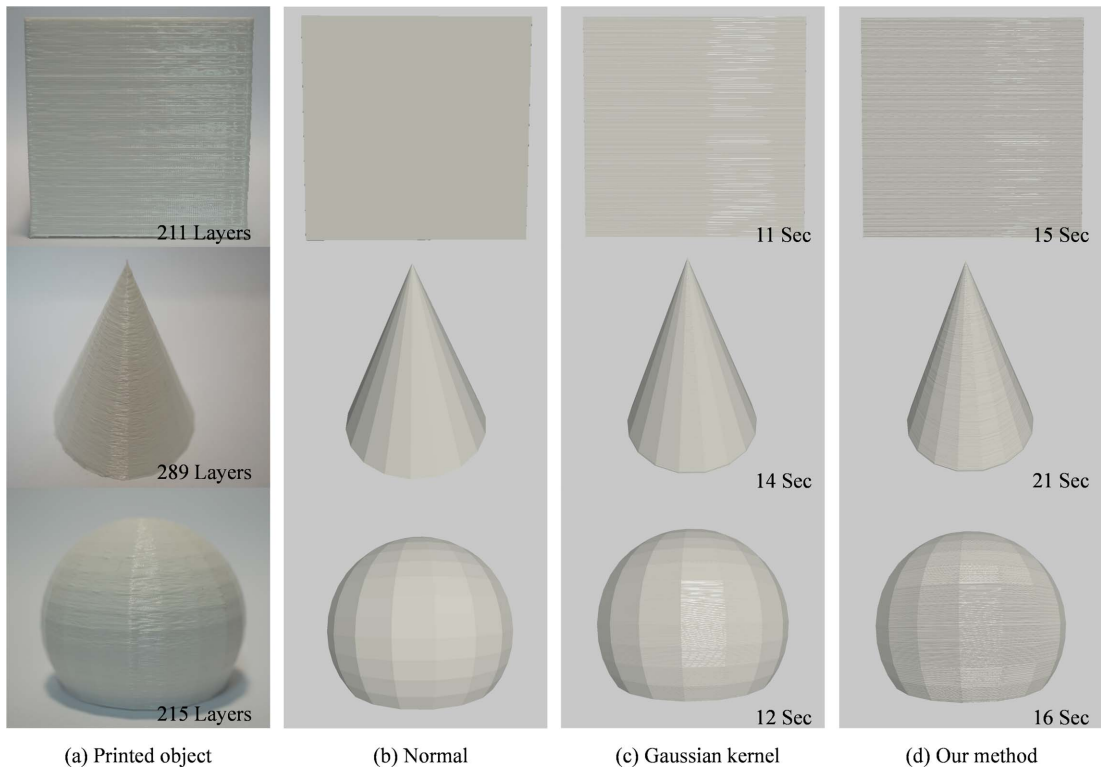 211 Layers
11 Sec
15 Sec
289 Layers
14 Sec
21 Sec
215 Layers
12 Sec
16 Sec
(a) Printed object
(b) Normal
(c) Gaussian kernel
(d) Our method